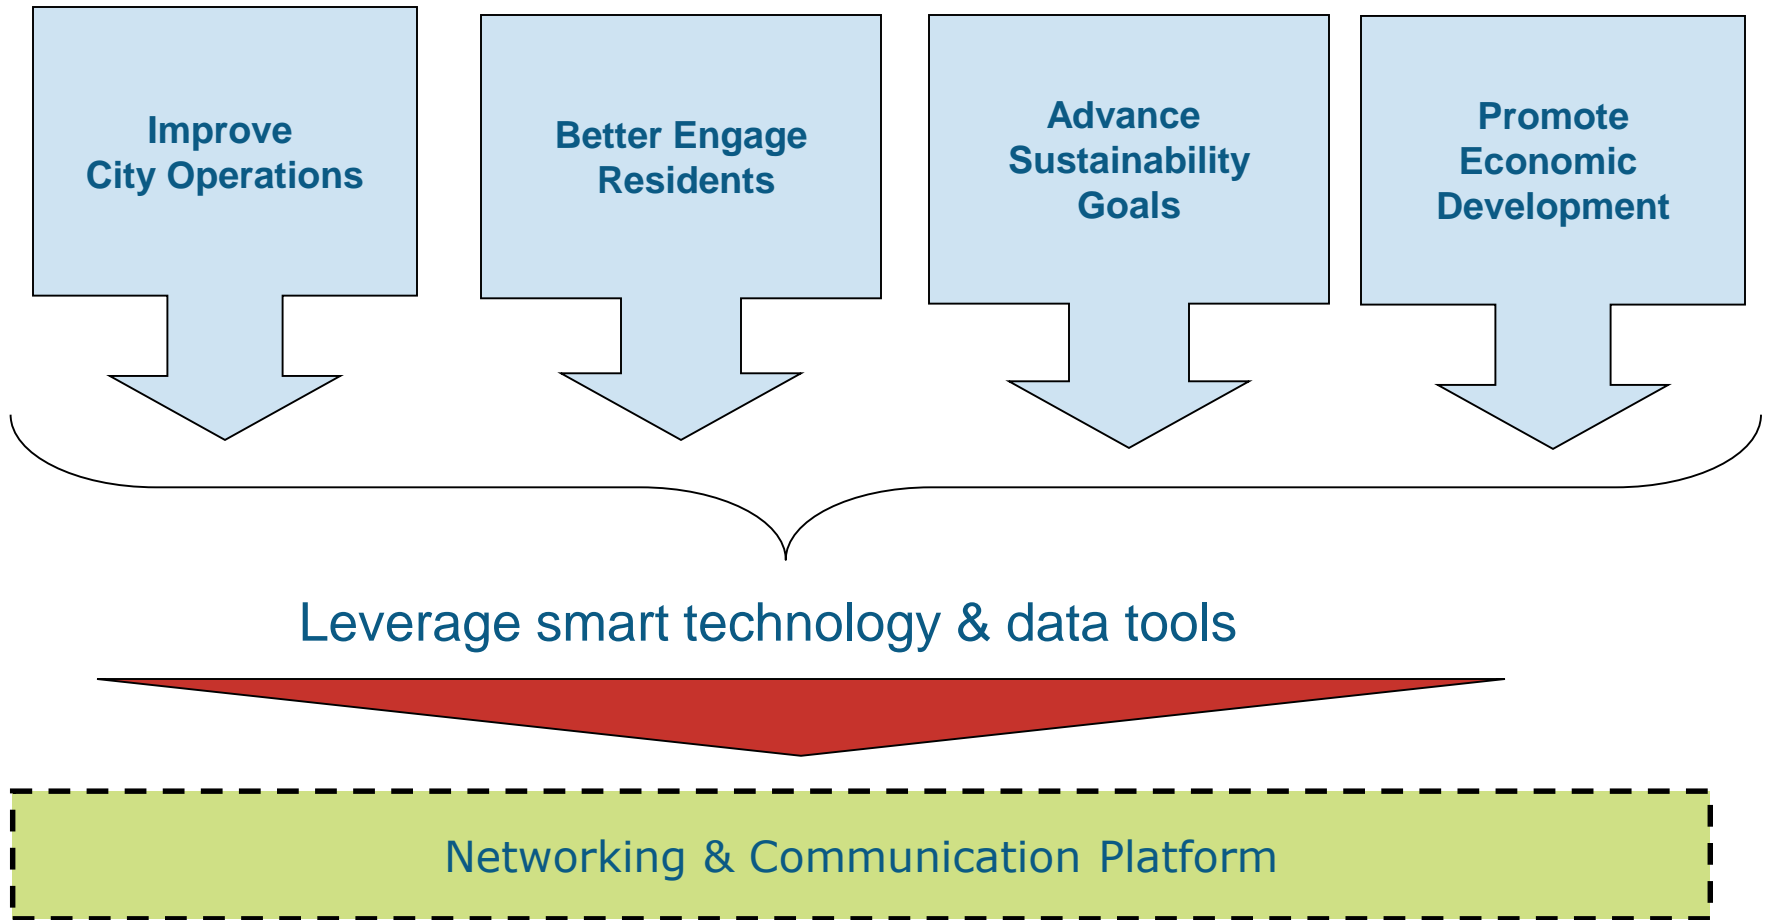 Improve
City Operations
Better Engage
Residents
Advance
Sustainability
Goals
Promote
Economic
Development
Leverage smart technology & data tools
Networking & Communication Platform